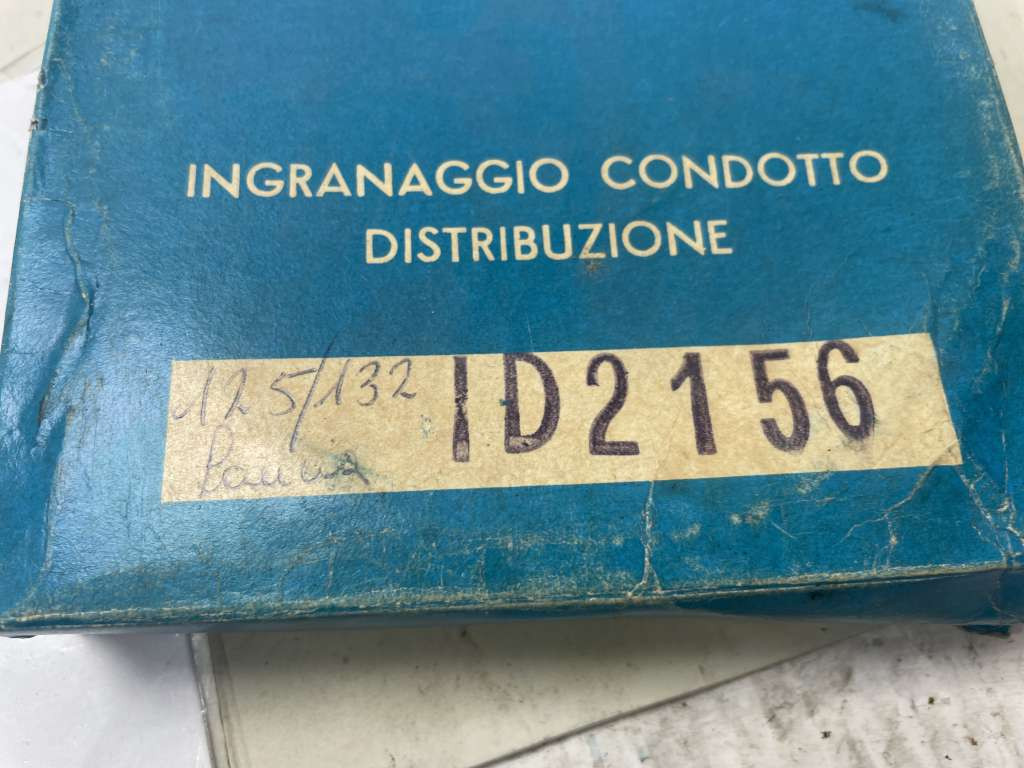 INGRANAGGIO CONDOTTO
DISTRIBUZIONE
125/132 ID2156